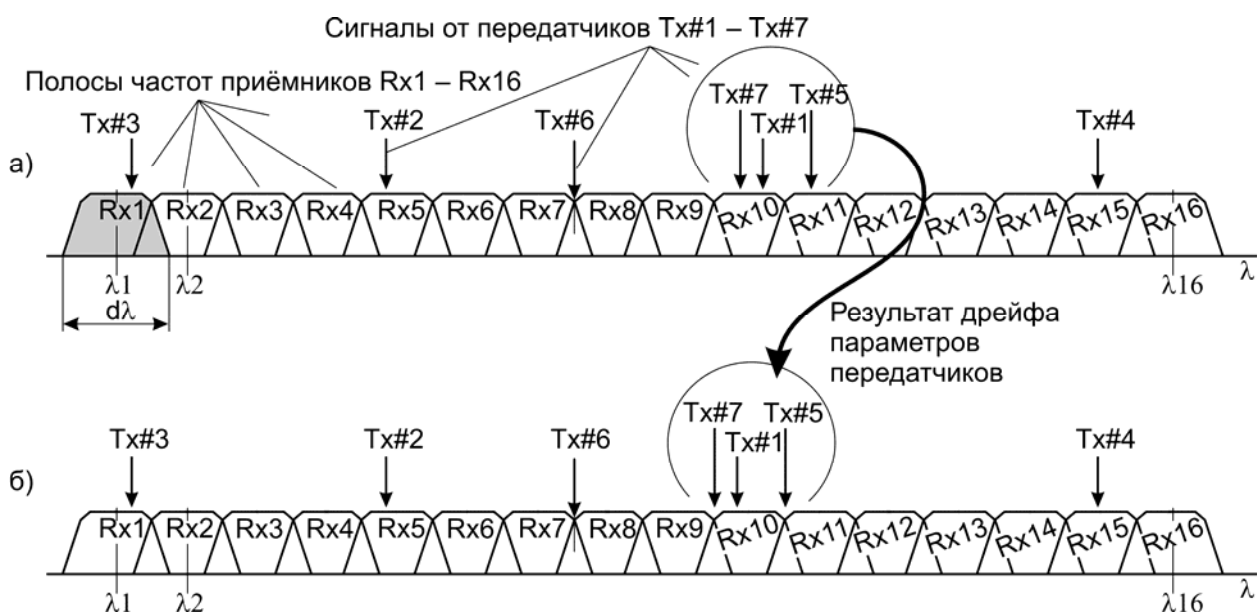 Сигналы от передатчиков Tx#1 – Tx#7
Полосы частот приёмников Rx1 – Rx16
Tx#3
Tx#2
Tx#6
Tx#7
Tx#1
Tx#5
Tx#4
а)
Rx1 Rx2 Rx3 Rx4 Rx5 Rx6 Rx7 Rx8 Rx9 Rx10 Rx11 Rx12 Rx13 Rx14 Rx15 Rx16
λ1 λ2 λ16 λ
dλ
Результат дрейфа
параметров
передатчиков
Tx#3
Tx#2
Tx#6
Tx#7
Tx#1
Tx#5
Tx#4
б)
Rx1 Rx2 Rx3 Rx4 Rx5 Rx6 Rx7 Rx8 Rx9 Rx10 Rx11 Rx12 Rx13 Rx14 Rx15 Rx16
λ1 λ2 λ16 λ